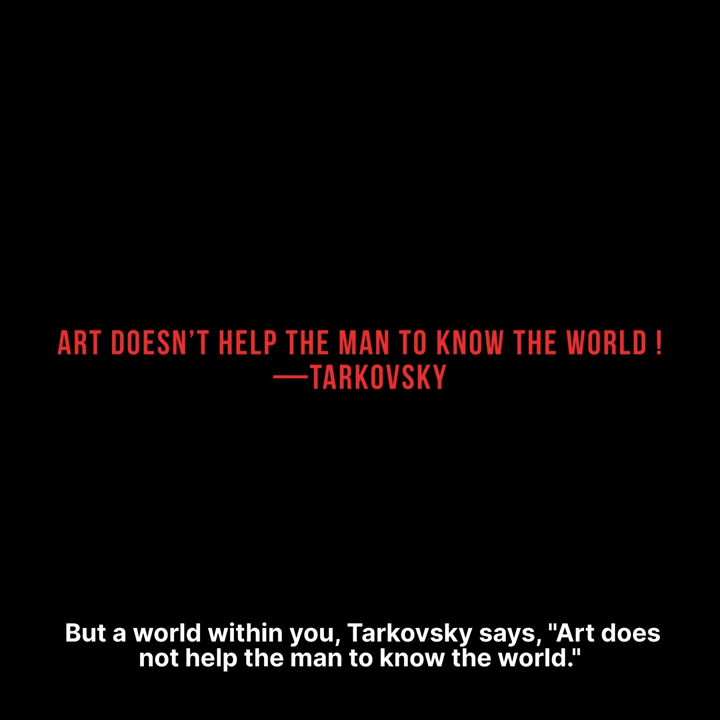 ART DOESN’T HELP THE MAN TO KNOW THE WORLD !
—TARKOVSKY
But a world within you, Tarkovsky says, "Art does
not help the man to know the world."